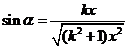 sin α = kx / √((k² + 1)x²)